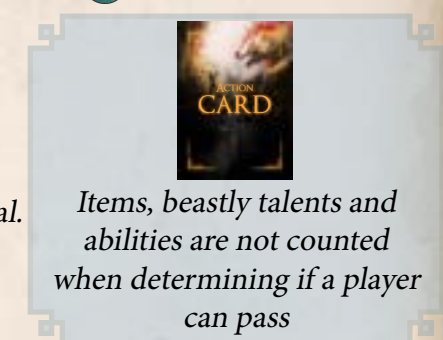 ACTION
CARD
al.
Items, beastly talents and
abilities are not counted
when determining if a player
can pass